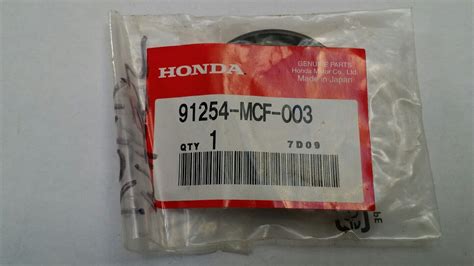 HONDA
GENUINE PARTS
Honda Motor Co., Ltd.
Made in Japan
91254-MCF-003
QTY 1 7D09